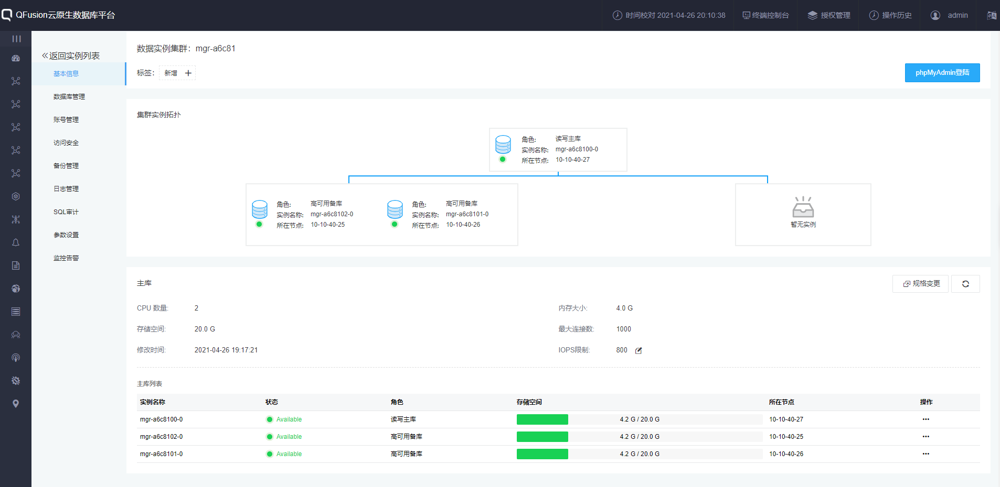 QFusion云原生数据库平台
时间校对 2021-04-26 20:10:38
终端控制台
授权管理
操作历史
admin
返回实例列表
基本信息
数据库管理
账号管理
访问安全
备份管理
日志管理
SQL审计
参数设置
监控告警
数据实例集群：mgr-a6c81
标签：
新增
phpMyAdmin登陆
集群实例拓扑
角色: 读写主库
实例名称: mgr-a6c8100-0
所在节点: 10-10-40-27
角色: 高可用备库
实例名称: mgr-a6c8102-0
所在节点: 10-10-40-25
角色: 高可用备库
实例名称: mgr-a6c8101-0
所在节点: 10-10-40-26
暂无实例
主库
规格变更
CPU 数量: 2
内存大小: 4.0 G
存储空间: 20.0 G
最大连接数: 1000
修改时间: 2021-04-26 19:17:21
IOPS限制: 800
主库列表
实例名称 状态 角色 存储空间 所在节点 操作
mgr-a6c8100-0 Available 读写主库 4.2 G / 20.0 G 10-10-40-27 •••
mgr-a6c8102-0 Available 高可用备库 4.2 G / 20.0 G 10-10-40-25 •••
mgr-a6c8101-0 Available 高可用备库 4.2 G / 20.0 G 10-10-40-26 •••